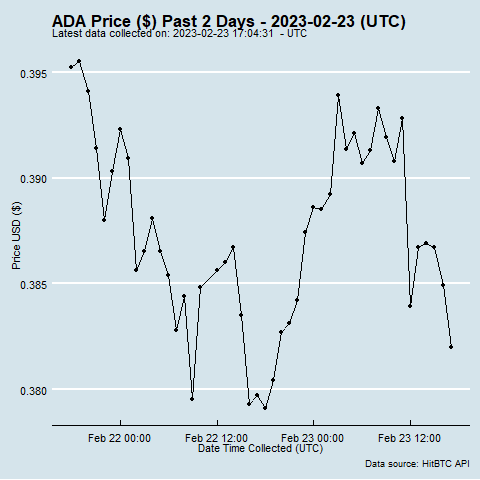 ADA Price ($) Past 2 Days - 2023-02-23 (UTC)
Latest data collected on: 2023-02-23 17:04:31 - UTC
0.395
0.390
0.385
0.380
Price USD ($)
Feb 22 00:00 Feb 22 12:00 Feb 23 00:00 Feb 23 12:00
Date Time Collected (UTC)
Data source: HitBTC API